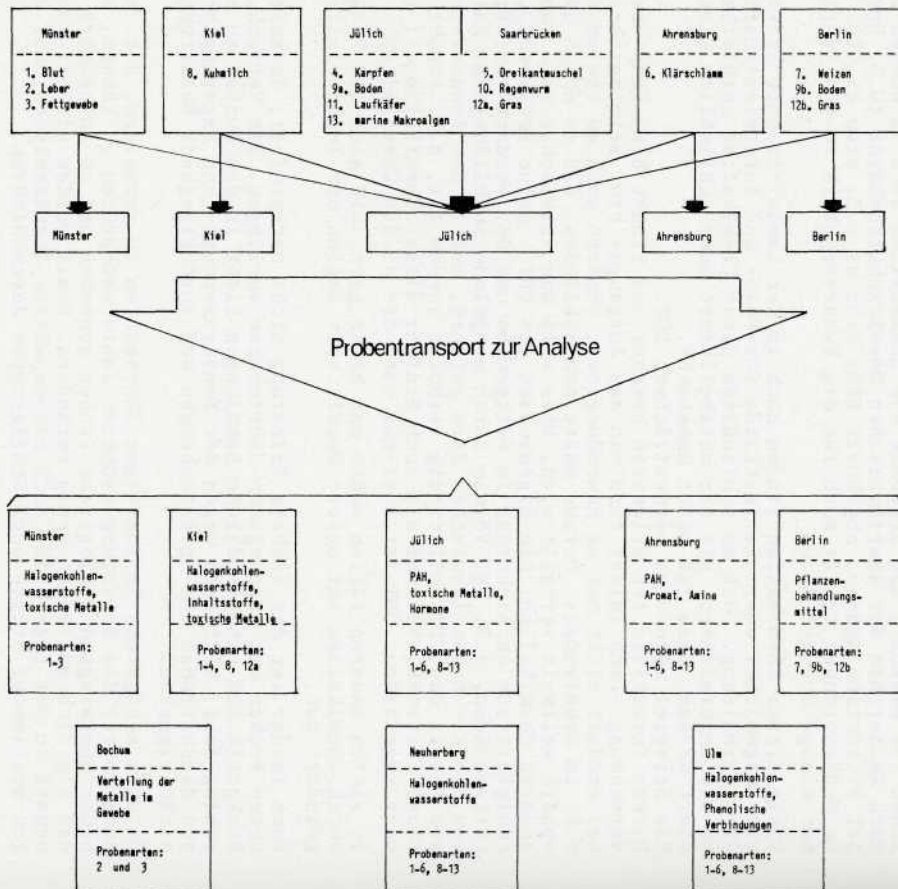 Münster
1. Blut
2. Leber
3. Fettgewebe
Kiel
8. Kuhmilch
Jülich
4. Karpfen
9a. Boden
11. Laufkäfer
13. marine Makroalgen
Saarbrücken
5. Dreikantmuschel
10. Regenwurm
12a. Gras
Ahrensburg
6. Klärschlamm
Berlin
7. Weizen
9b. Boden
12b. Gras
Münster
Kiel
Jülich
Ahrensburg
Berlin
Probentransport zur Analyse
Münster
Halogenkohlen-
wasserstoffe,
toxische Metalle
Probenarten:
1-3
Kiel
Halogenkohlen-
wasserstoffe,
Inhaltsstoffe,
toxische Metalle
Probenarten:
1-4, 8, 12a
Jülich
PAH,
toxische Metalle,
Hormone
Probenarten:
1-6, 8-13
Ahrensburg
PAH,
Aromat. Amine
Probenarten:
1-6, 8-13
Berlin
Pflanzen-
behandlungs-
mittel
Probenarten:
7, 9b, 12b
Bochum
Verteilung der
Metalle im
Gewebe
Probenarten:
2 und 3
Neuherberg
Halogenkohlen-
wasserstoffe
Probenarten:
1-6, 8-13
Ulm
Halogenkohlen-
wasserstoffe,
Phenolische
Verbindungen
Probenarten:
1-6, 8-13